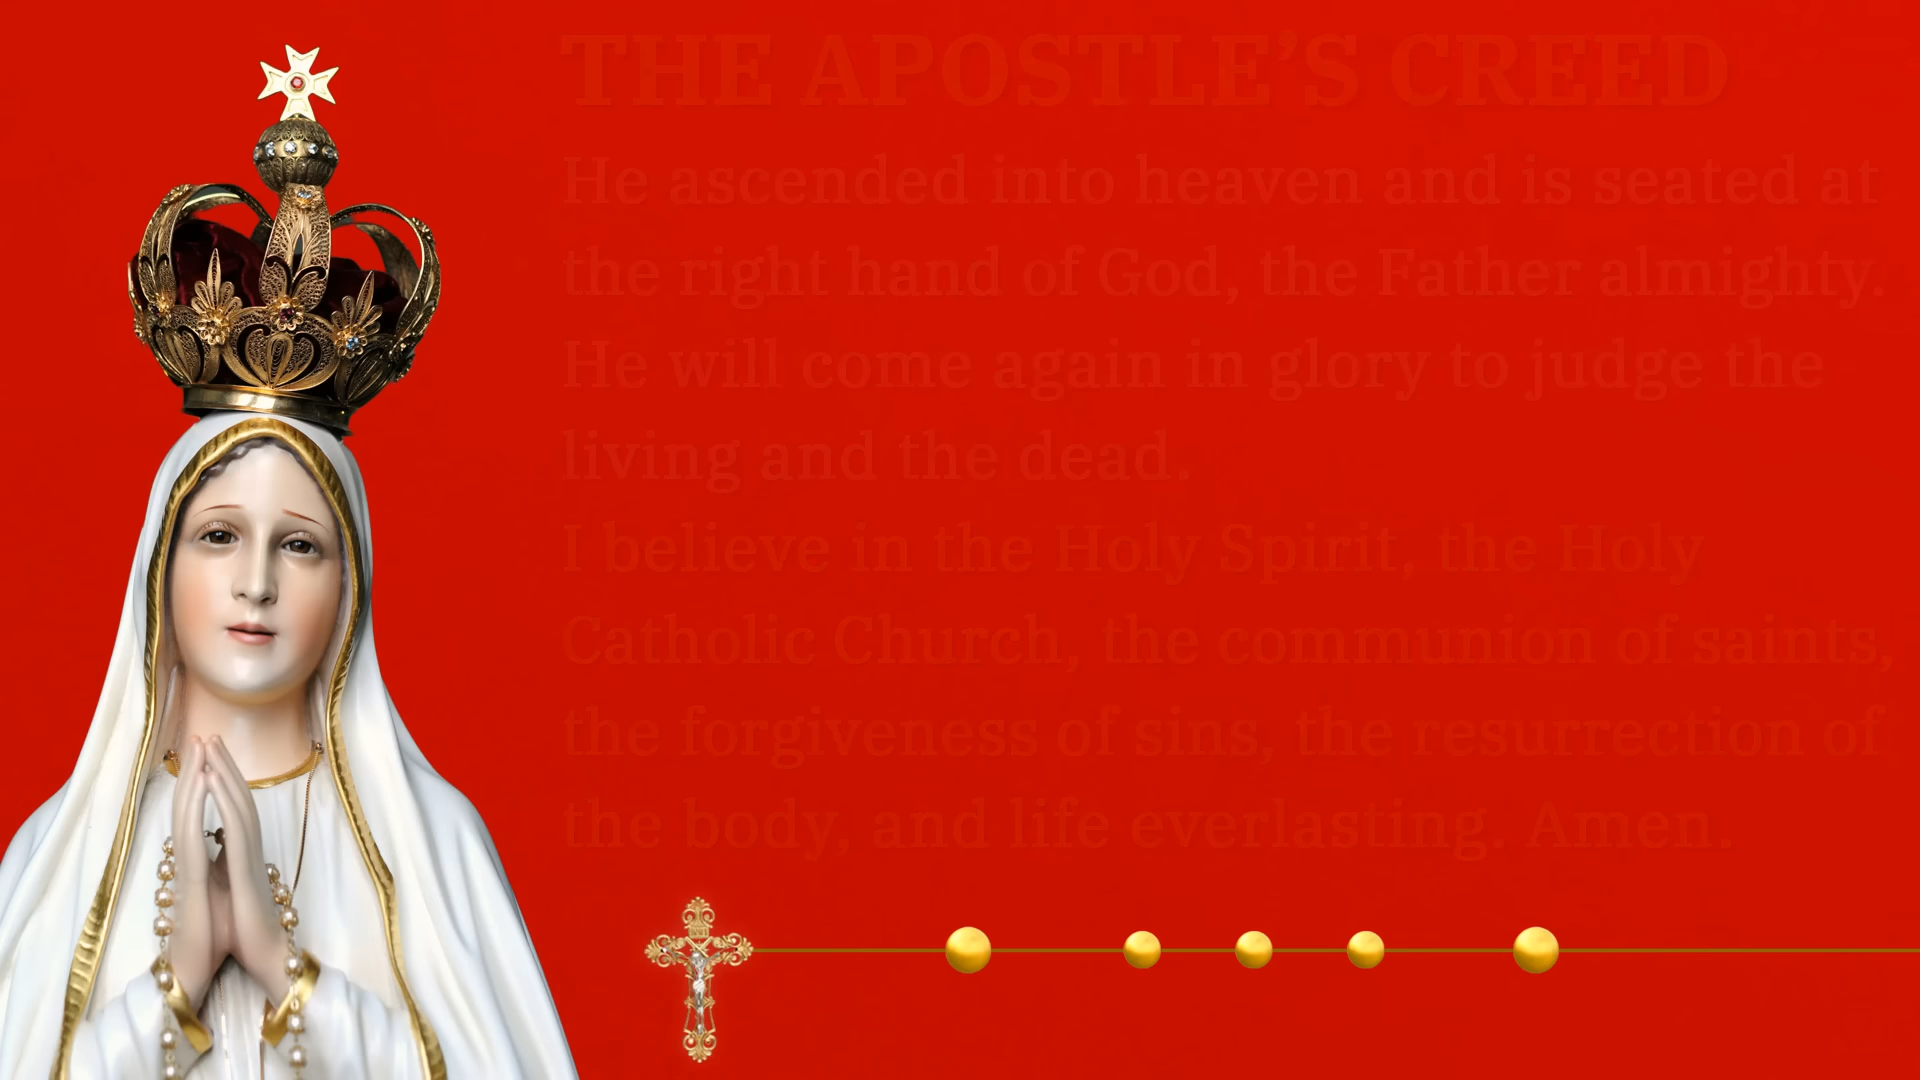 THE APOSTLE’S CREED
He ascended into heaven and is seated at
the right hand of God, the Father almighty.
He will come again in glory to judge the
living and the dead.
I believe in the Holy Spirit, the Holy
Catholic Church, the communion of saints,
the forgiveness of sins, the resurrection of
the body, and life everlasting. Amen.